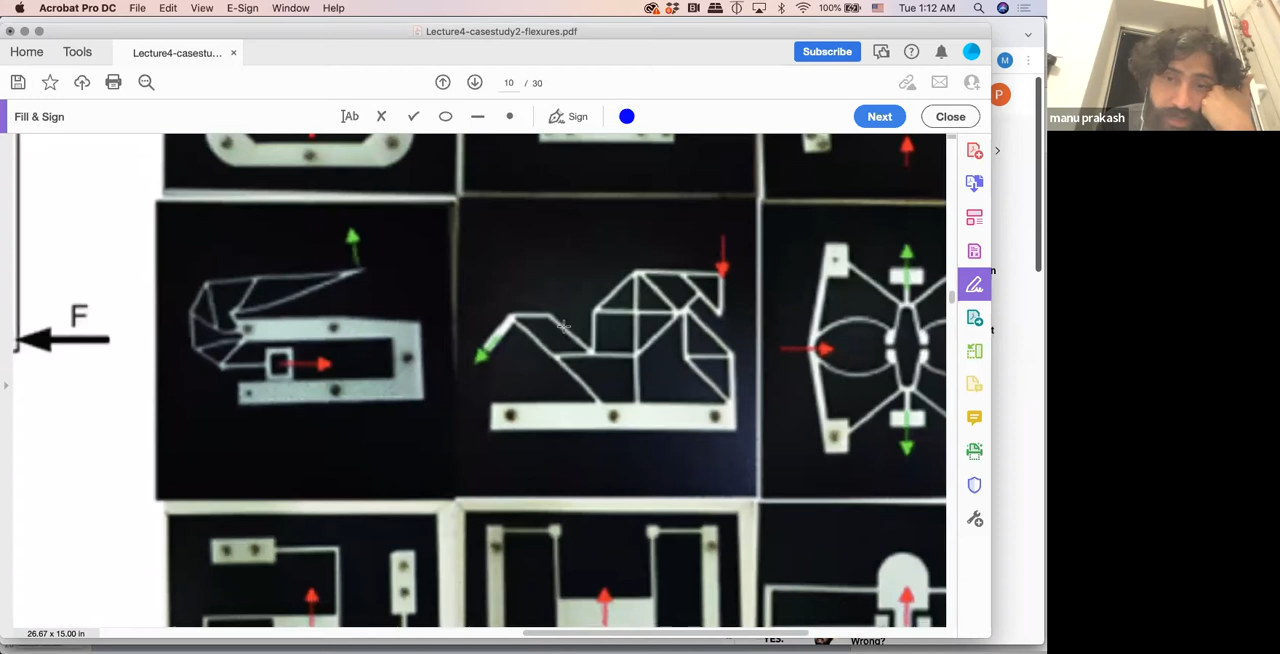 Acrobat Pro DC File Edit View E-Sign Window Help 100% Tue 1:12 AM
Lecture4-casestudy2-flexures.pdf
Home Tools Lecture4-casestu... × Subscribe
10 / 30
Fill & Sign Ab Sign Next Close
F
26.67 x 15.00 in
M
P
n
t
YES. Wrong?
manu prakash